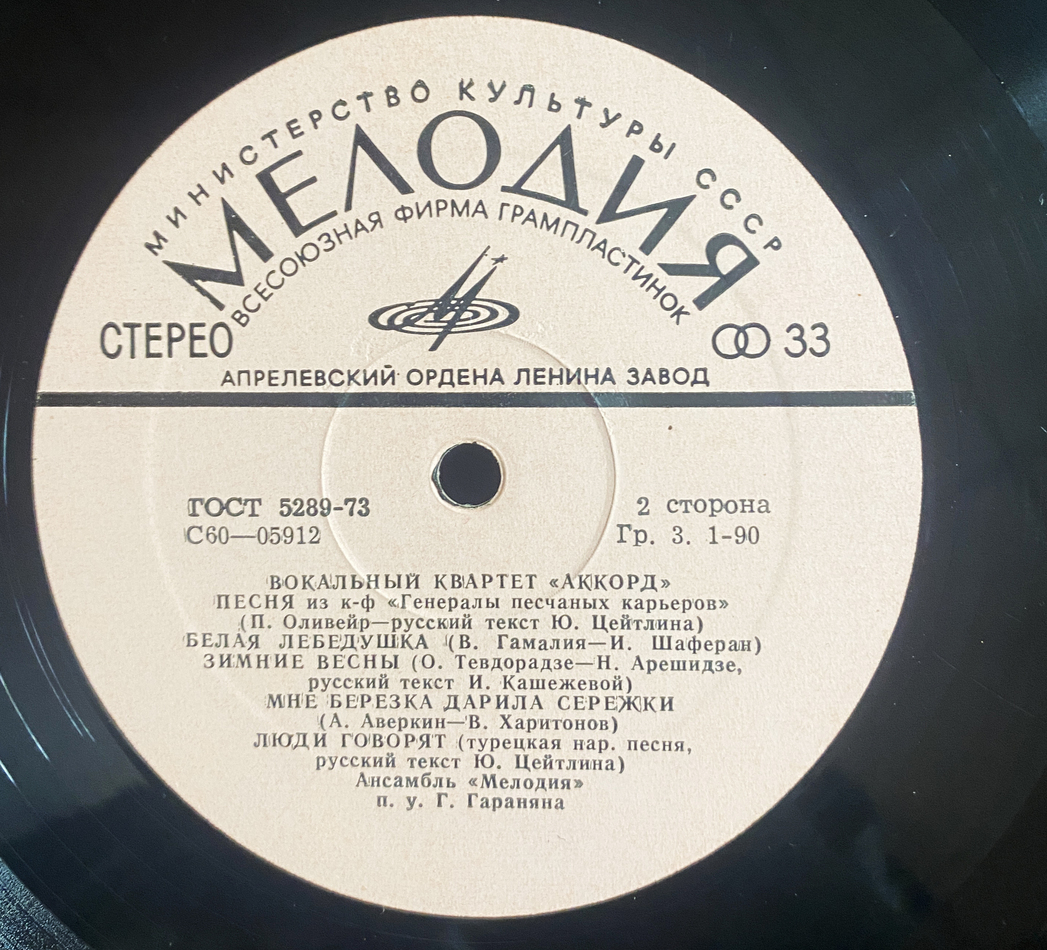 МИНИСТЕРСТВО КУЛЬТУРЫ СССР
МЕЛОДИЯ
ВСЕСОЮЗНАЯ ФИРМА ГРАМПЛАСТИНОК
СТЕРЕО
33
АПРЕЛЕВСКИЙ ОРДЕНА ЛЕНИНА ЗАВОД
ГОСТ 5289-73
2 сторона
С60—05912
Гр. 3. 1-90
ВОКАЛЬНЫЙ КВАРТЕТ «АККОРД»
ПЕСНЯ из к-ф «Генералы песчаных карьеров»
(П. Оливейр—русский текст Ю. Цейтлина)
БЕЛАЯ ЛЕБЕДУШКА (В. Гамалия—И. Шаферан)
ЗИМНИЕ ВЕСНЫ (О. Тевдорадзе—Н. Арешидзе,
русский текст И. Кашежевой)
МНЕ БЕРЕЗКА ДАРИЛА СЕРЕЖКИ
(А. Аверкин—В. Харитонов)
ЛЮДИ ГОВОРЯТ (турецкая нар. песня,
русский текст Ю. Цейтлина)
Ансамбль «Мелодия»
п. у. Г. Гараняна